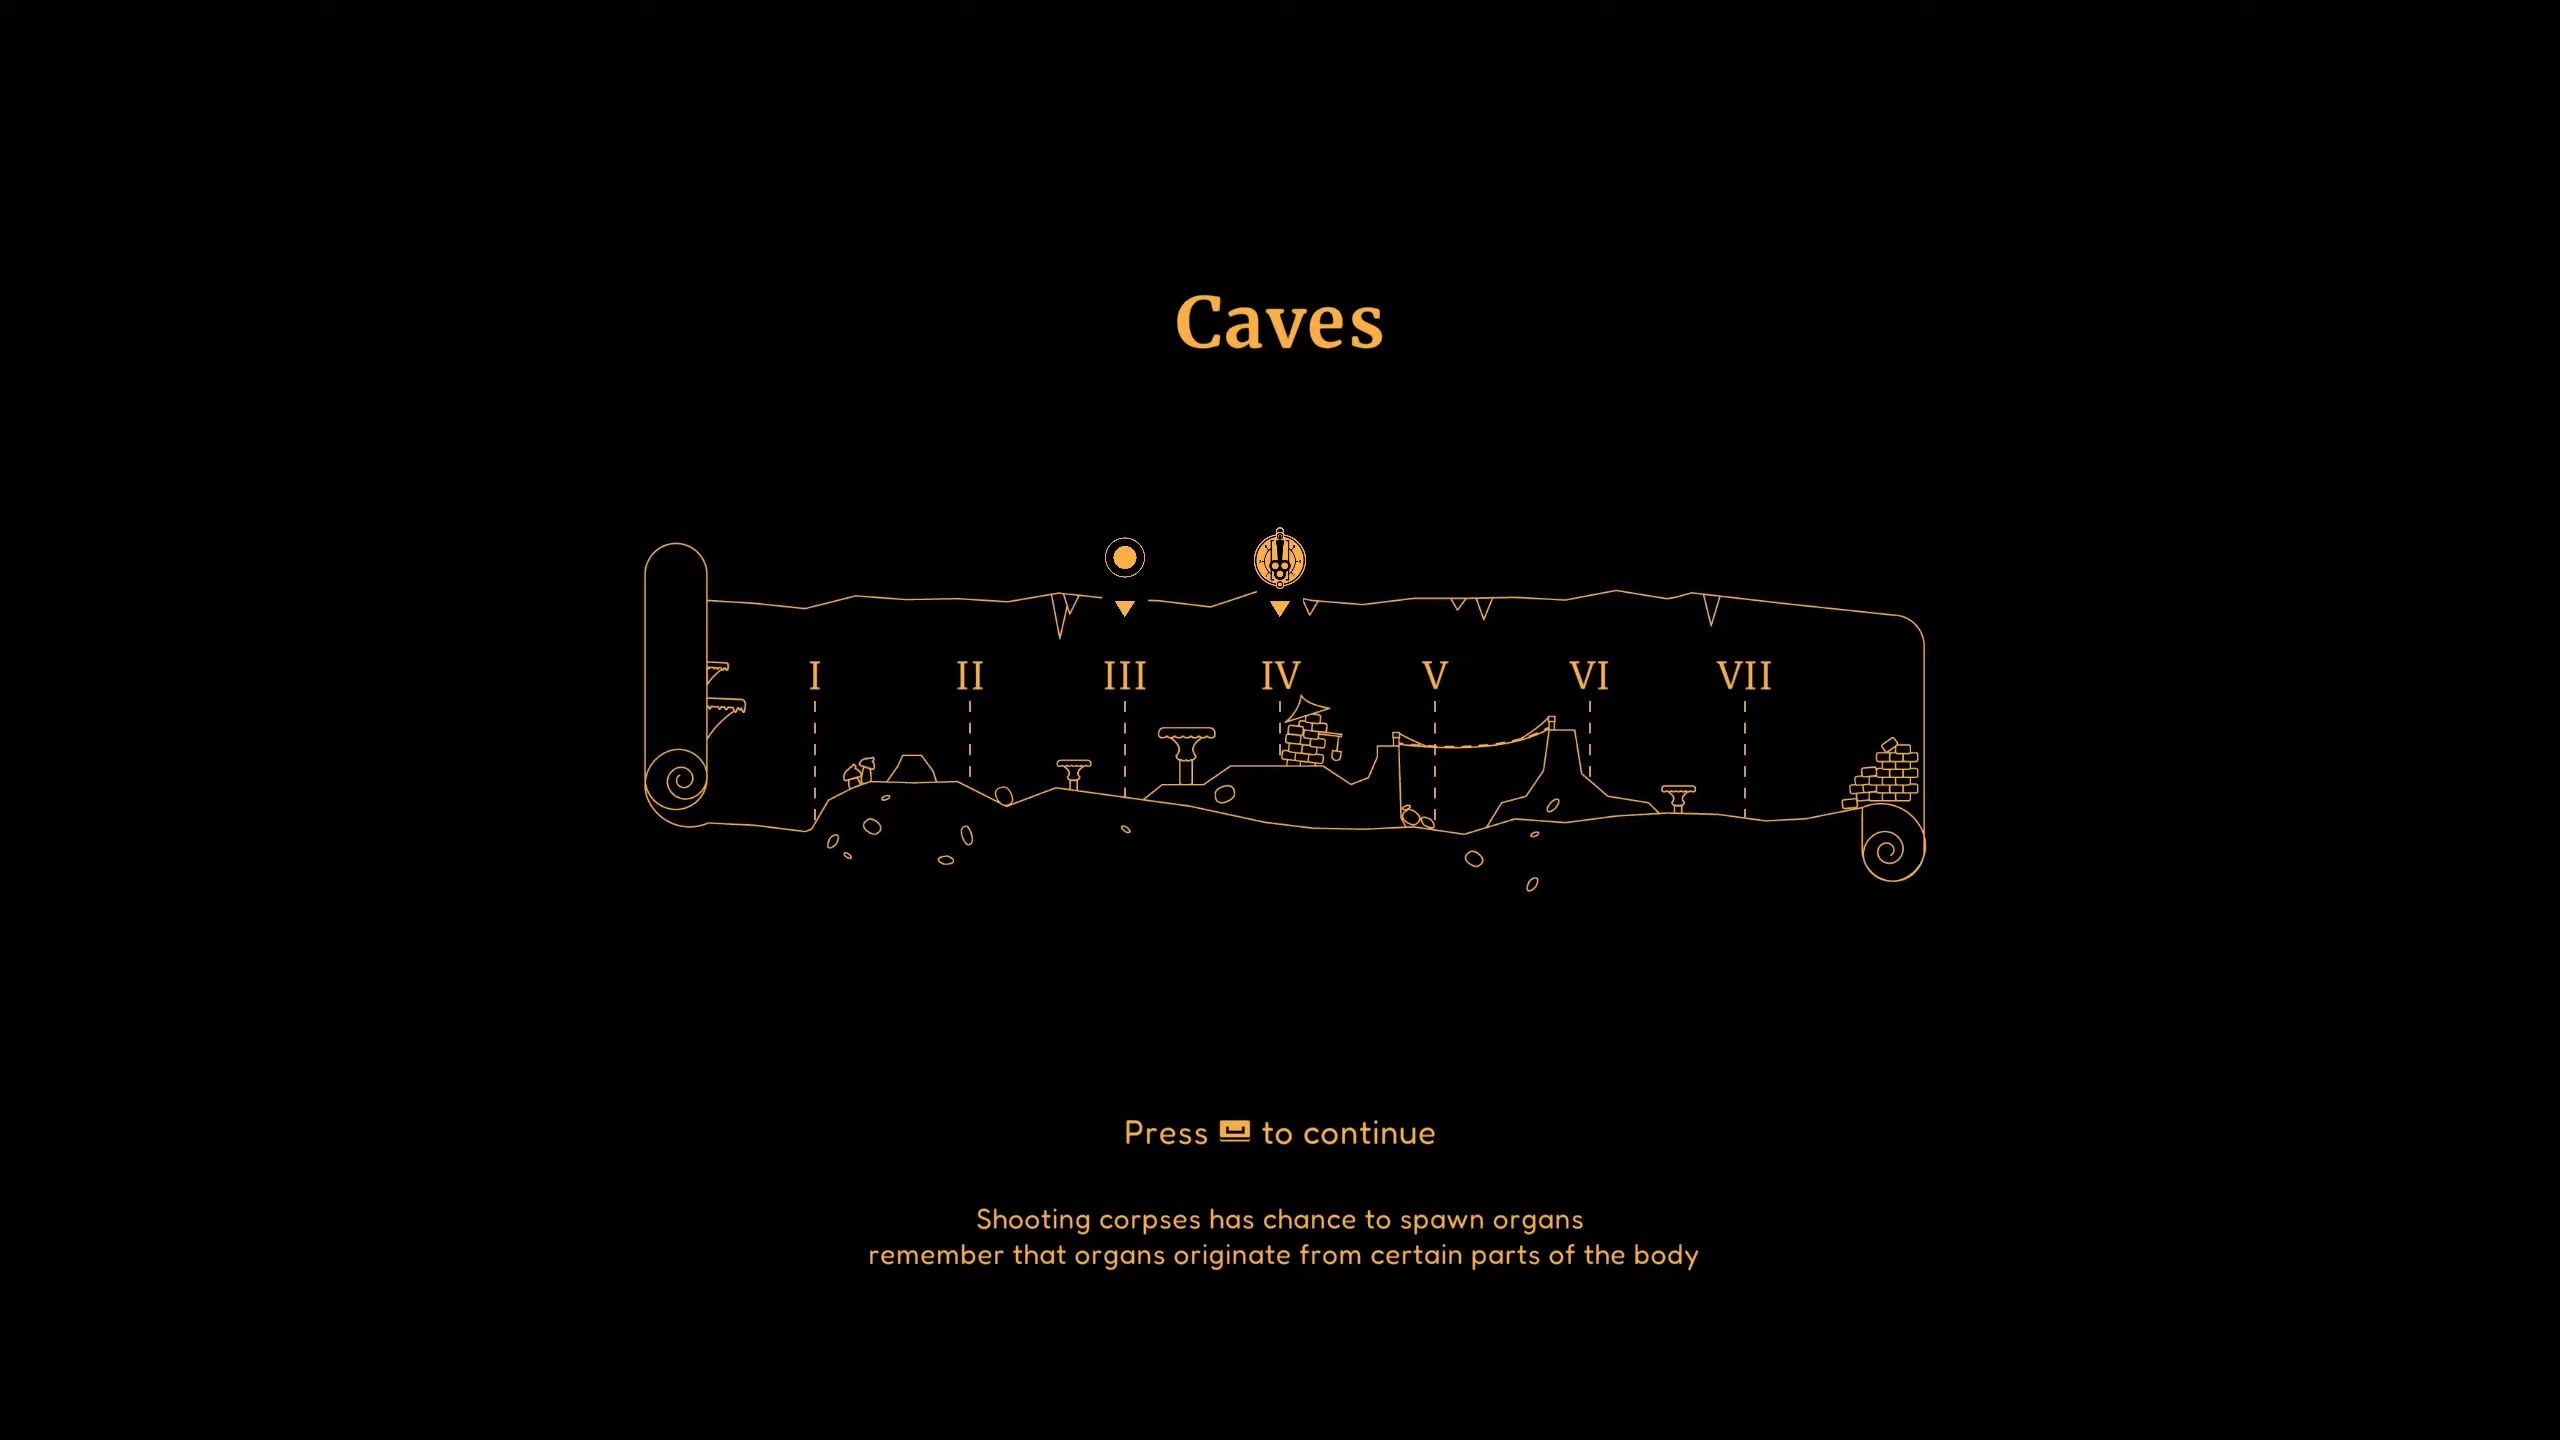 Caves
I II III IV V VI VII
Press to continue
Shooting corpses has chance to spawn organs
remember that organs originate from certain parts of the body